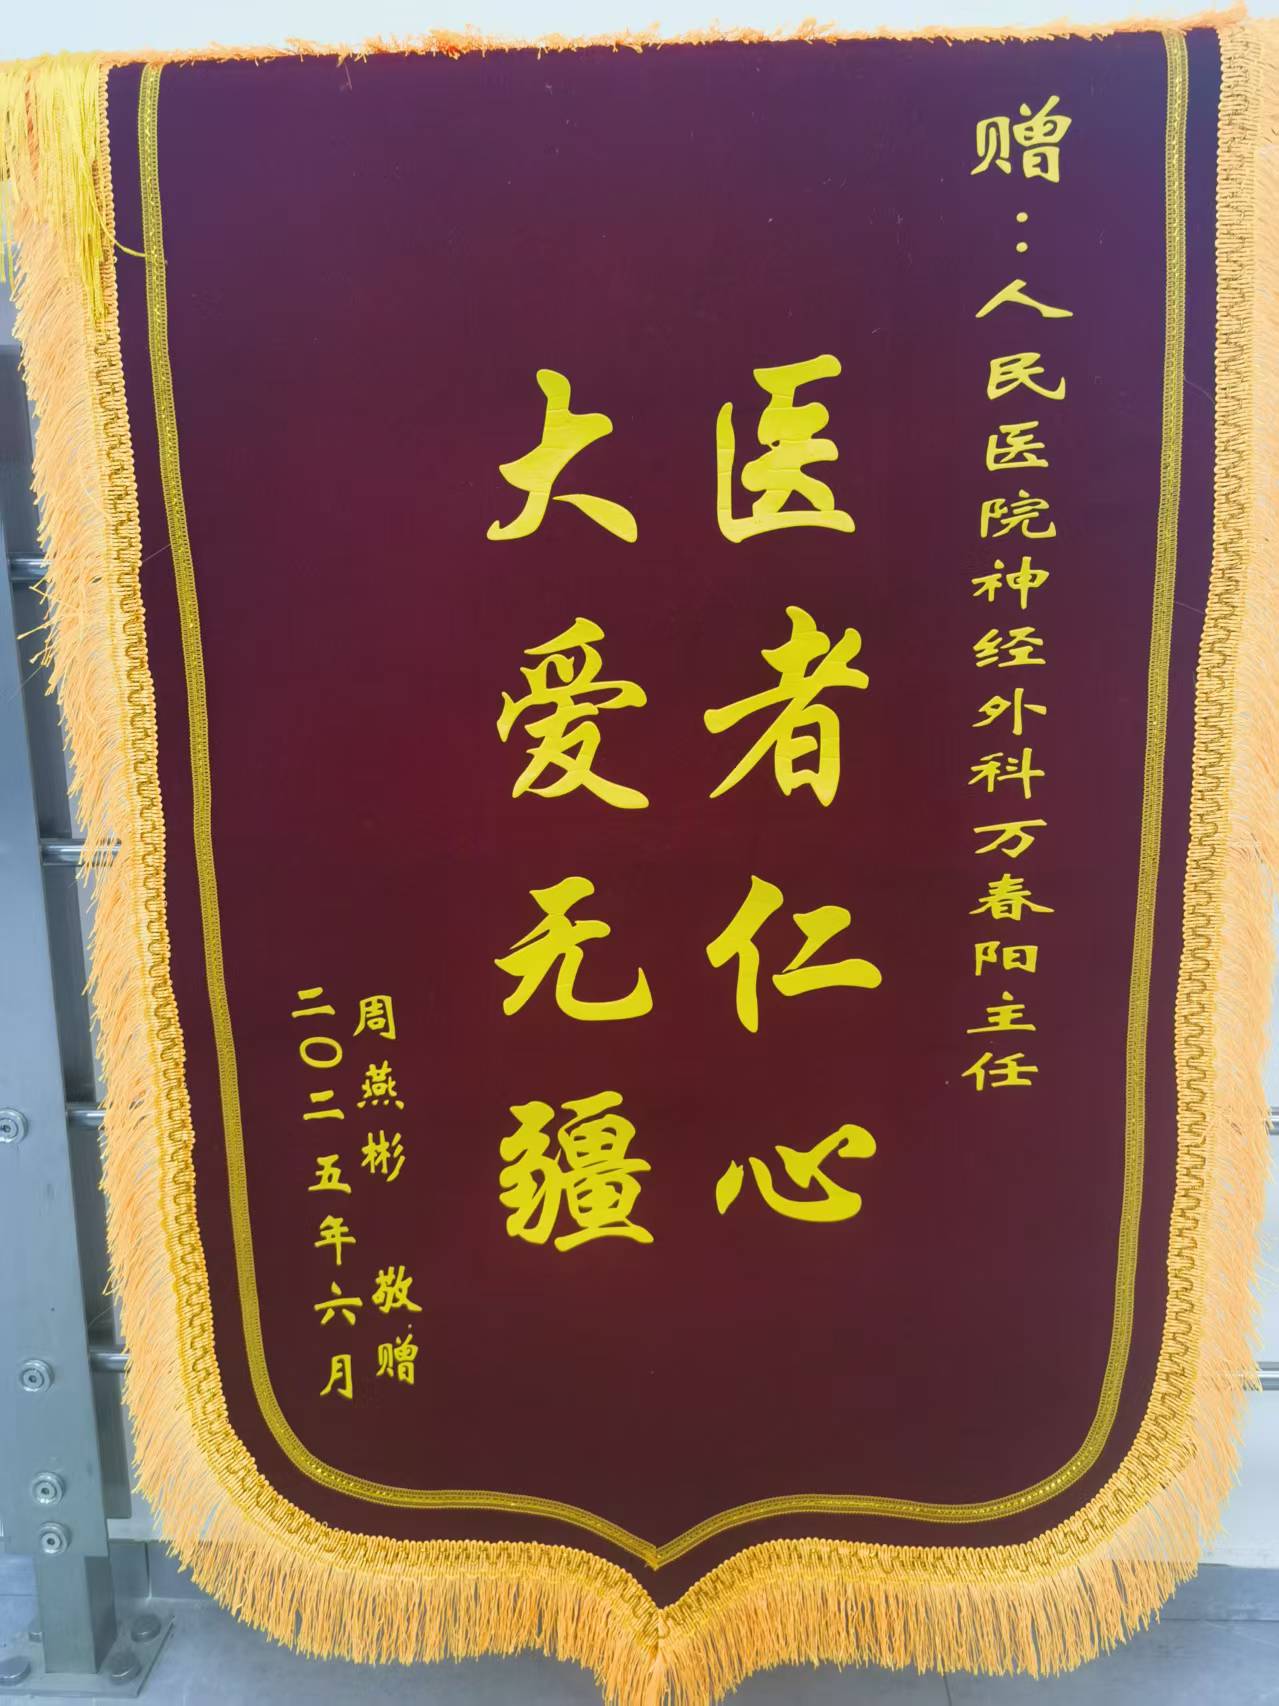 赠：人民医院神经外科万春阳主任
医者仁心
大爱无疆
周燕彬 敬赠
二〇二五年六月